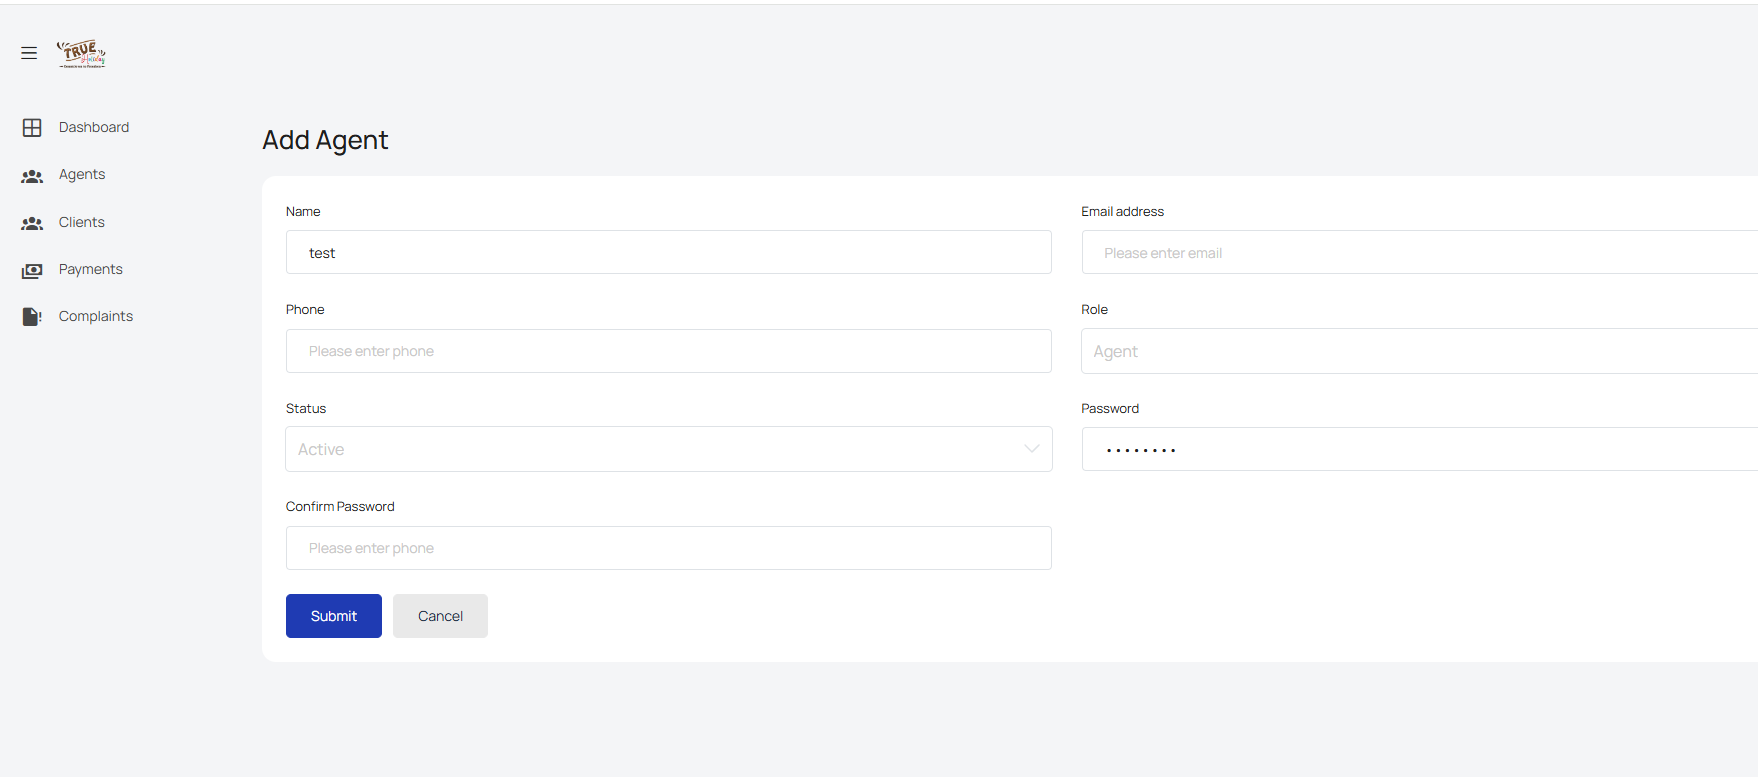 TRUE
Holiday
Dashboard
Agents
Clients
Payments
Complaints
Add Agent
Name
Email address
test
Please enter email
Phone
Role
Please enter phone
Agent
Status
Password
Active
••••••••
Confirm Password
Please enter phone
Submit
Cancel